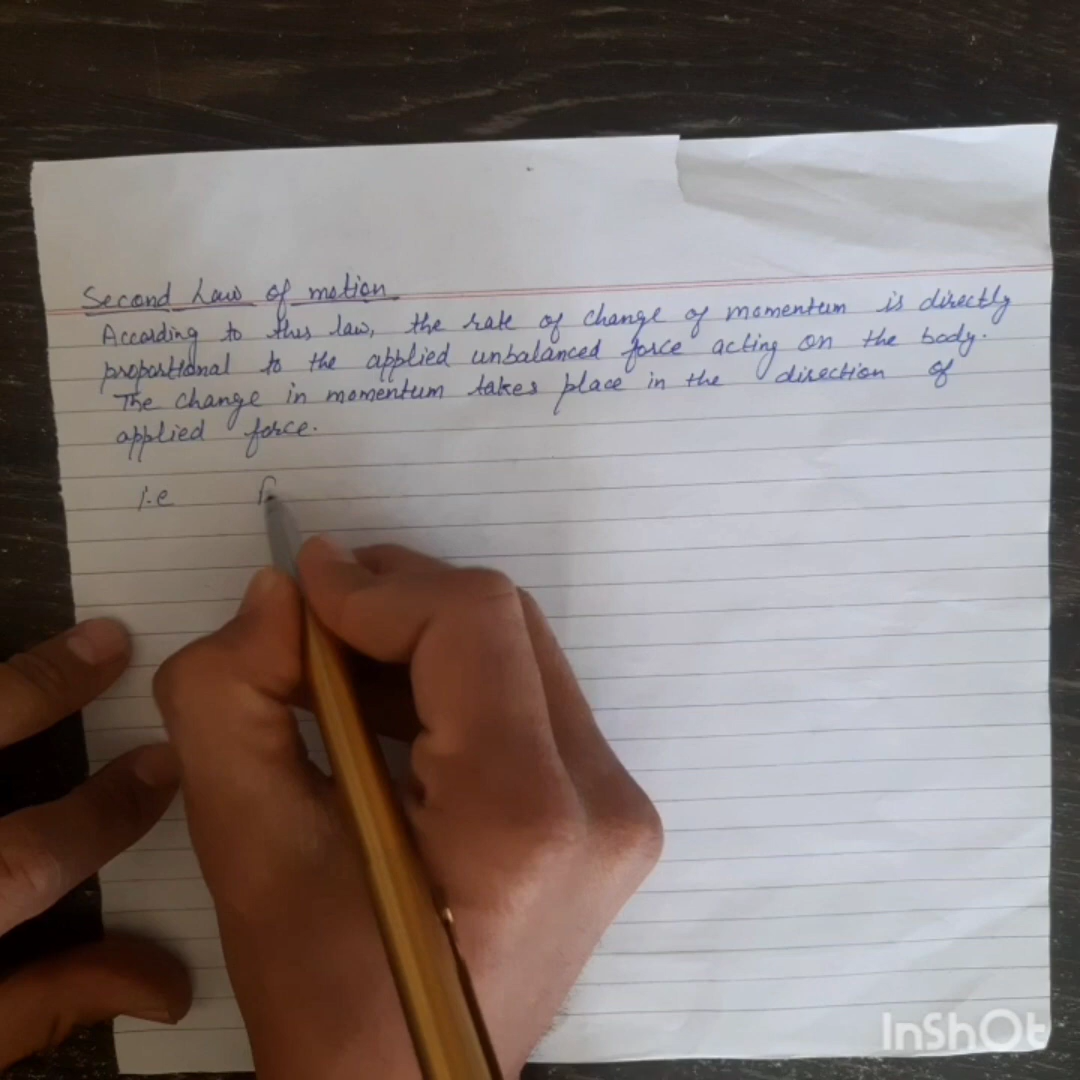 Second Law of motion
According to this law, the rate of change of momentum is directly
proportional to the applied unbalanced force acting on the body.
The change in momentum takes place in the direction of
applied force.
i.e F
InShOt